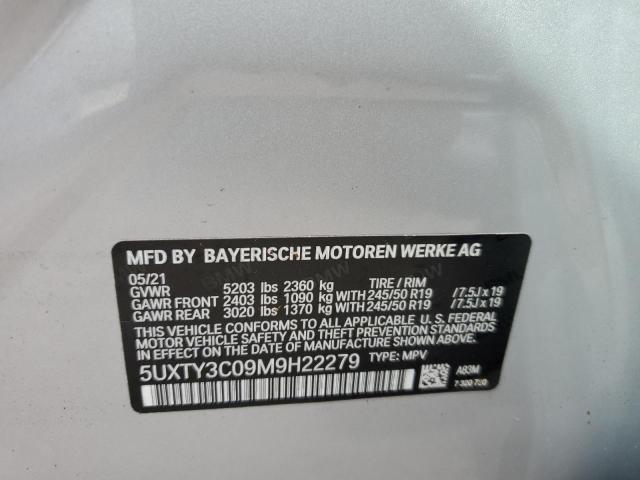 MFD BY BAYERISCHE MOTOREN WERKE AG
05/21
GVWR 5203 lbs 2360 kg TIRE / RIM
GAWR FRONT 2403 lbs 1090 kg WITH 245/50 R19 /7.5J x 19
GAWR REAR 3020 lbs 1370 kg WITH 245/50 R19 /7.5J x 19
THIS VEHICLE CONFORMS TO ALL APPLICABLE U. S. FEDERAL
MOTOR VEHICLE SAFETY AND THEFT PREVENTION STANDARDS
IN EFFECT ON THE DATE OF MANUFACTURE SHOWN ABOVE.
5UXTY3C09M9H22279 TYPE: MPV
A83M